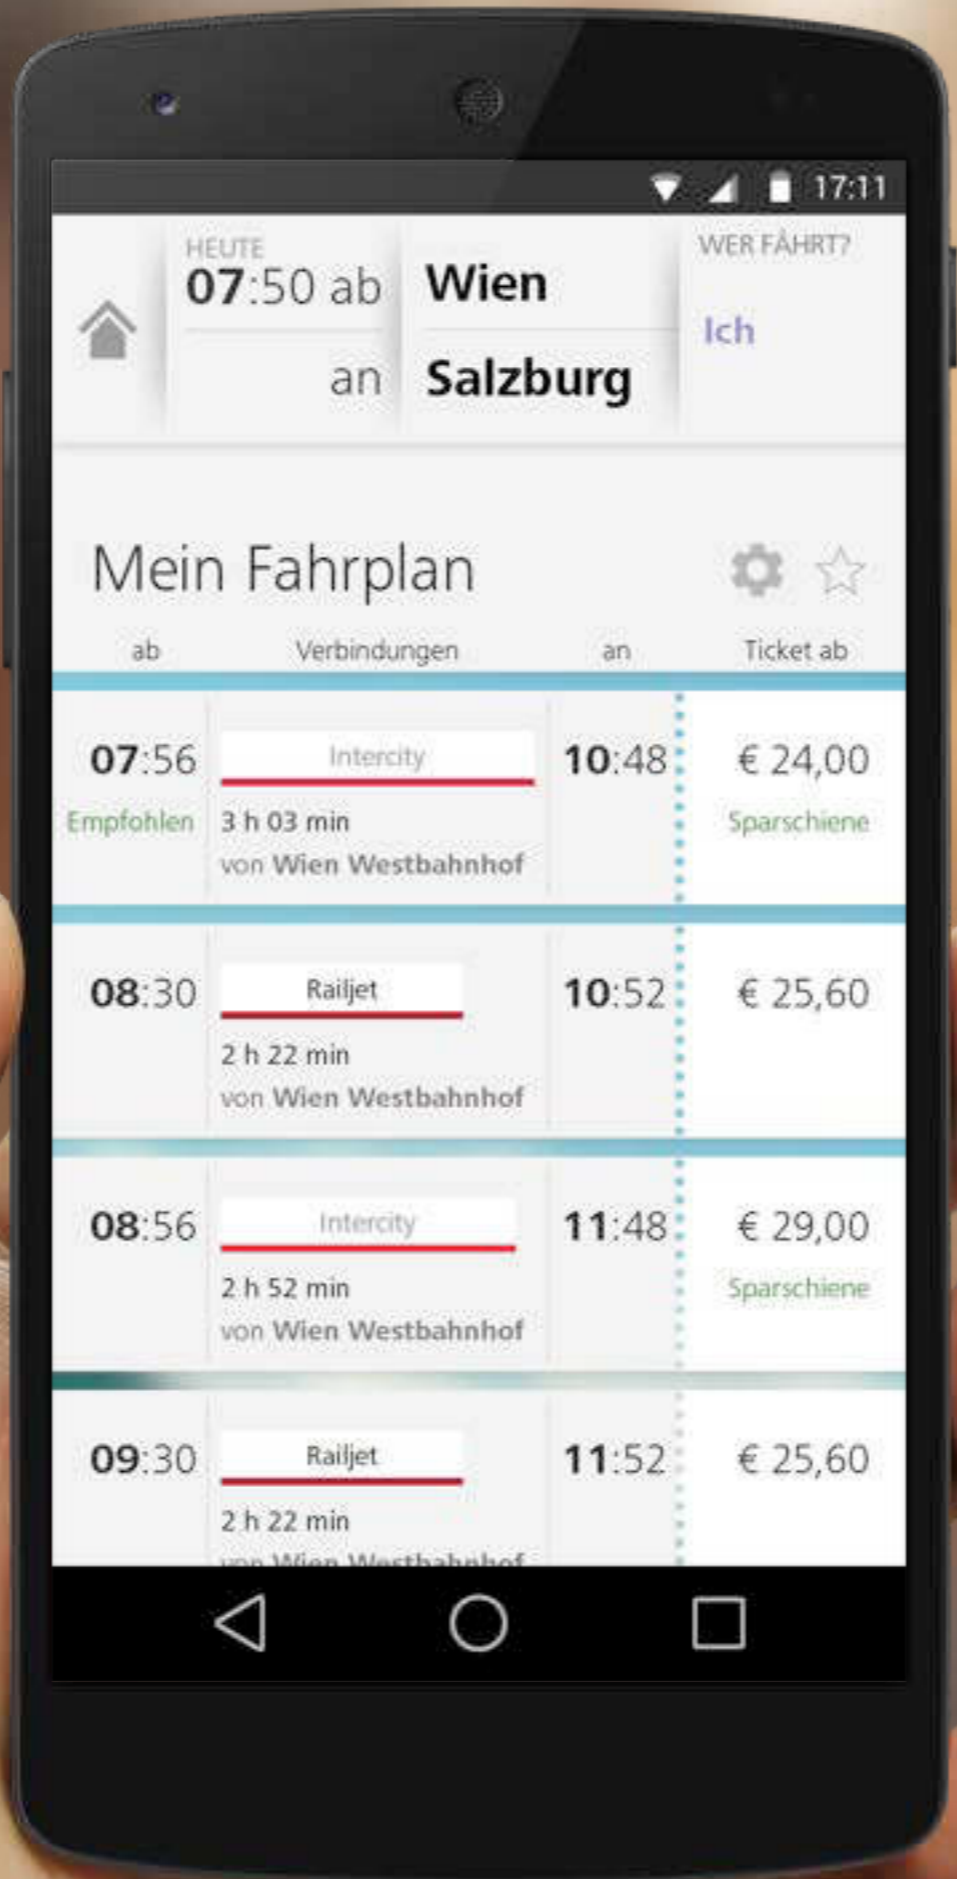 17:11
HEUTE
07:50 ab
Wien
an
Salzburg
WER FÄHRT?
Ich
Mein Fahrplan
ab Verbindungen an Ticket ab
07:56 Intercity 10:48 € 24,00
Empfohlen 3 h 03 min Sparschiene
von Wien Westbahnhof
08:30 Railjet 10:52 € 25,60
2 h 22 min
von Wien Westbahnhof
08:56 Intercity 11:48 € 29,00
2 h 52 min Sparschiene
von Wien Westbahnhof
09:30 Railjet 11:52 € 25,60
2 h 22 min
von Wien Westbahnhof